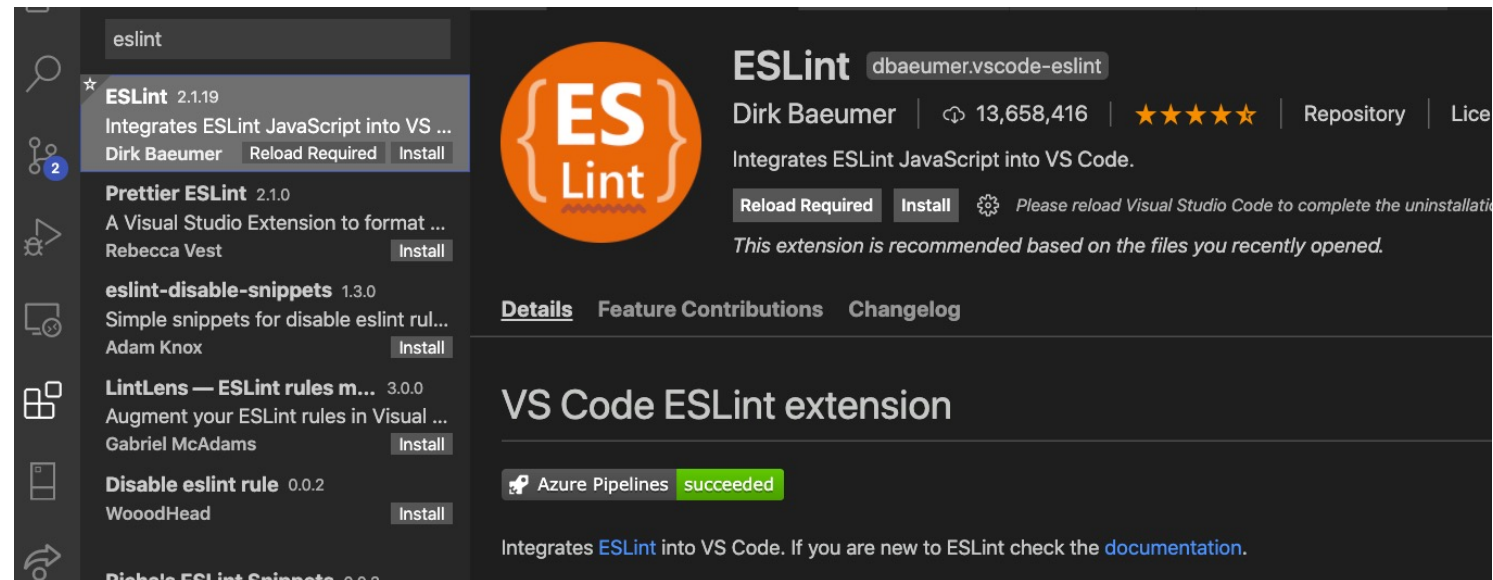 eslint
ESLint 2.1.19
Integrates ESLint JavaScript into VS ...
Dirk Baeumer Reload Required Install
Prettier ESLint 2.1.0
A Visual Studio Extension to format ...
Rebecca Vest Install
eslint-disable-snippets 1.3.0
Simple snippets for disable eslint rul...
Adam Knox Install
LintLens — ESLint rules m... 3.0.0
Augment your ESLint rules in Visual ...
Gabriel McAdams Install
Disable eslint rule 0.0.2
WooodHead Install
2
{ES}
Lint
ESLint dbaeumer.vscode-eslint
Dirk Baeumer 13,658,416 Repository Lice
Integrates ESLint JavaScript into VS Code.
Reload Required Install Please reload Visual Studio Code to complete the uninstallati
This extension is recommended based on the files you recently opened.
Details Feature Contributions Changelog
VS Code ESLint extension
Azure Pipelines succeeded
Integrates ESLint into VS Code. If you are new to ESLint check the documentation.